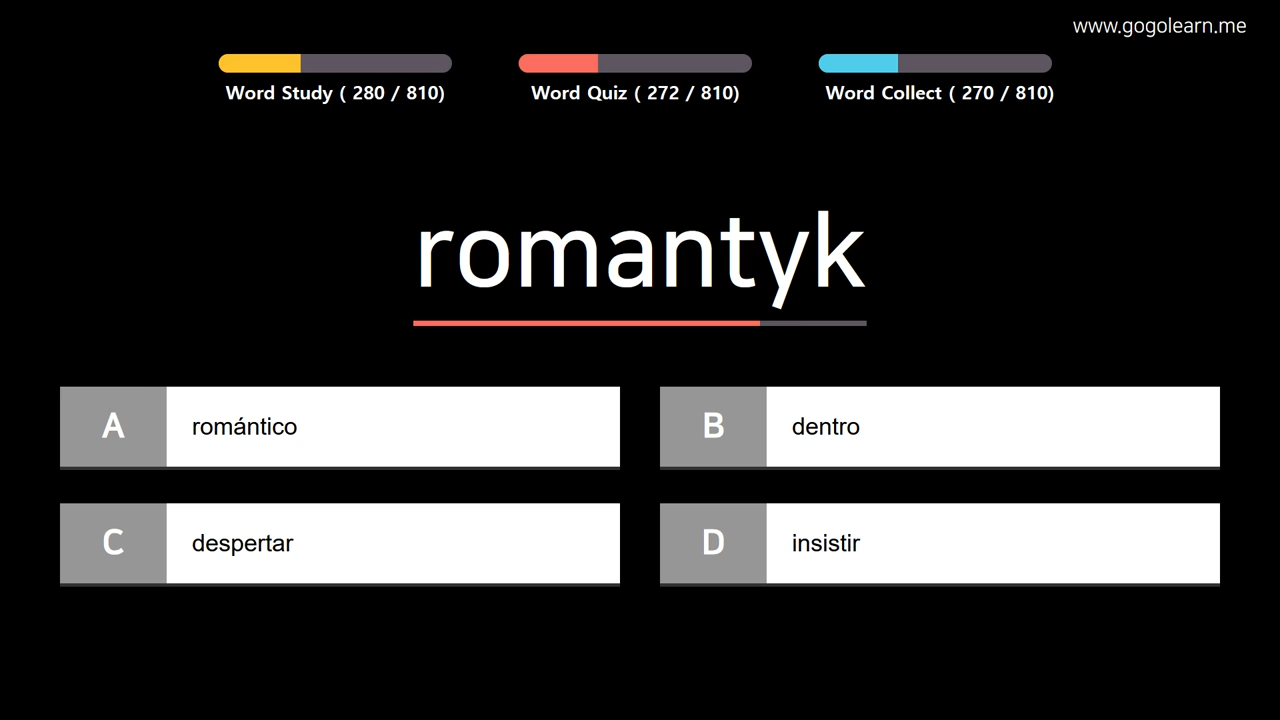 www.gogolearn.me
Word Study ( 280 / 810)
Word Quiz ( 272 / 810)
Word Collect ( 270 / 810)
romantyk
A romántico
B dentro
C despertar
D insistir